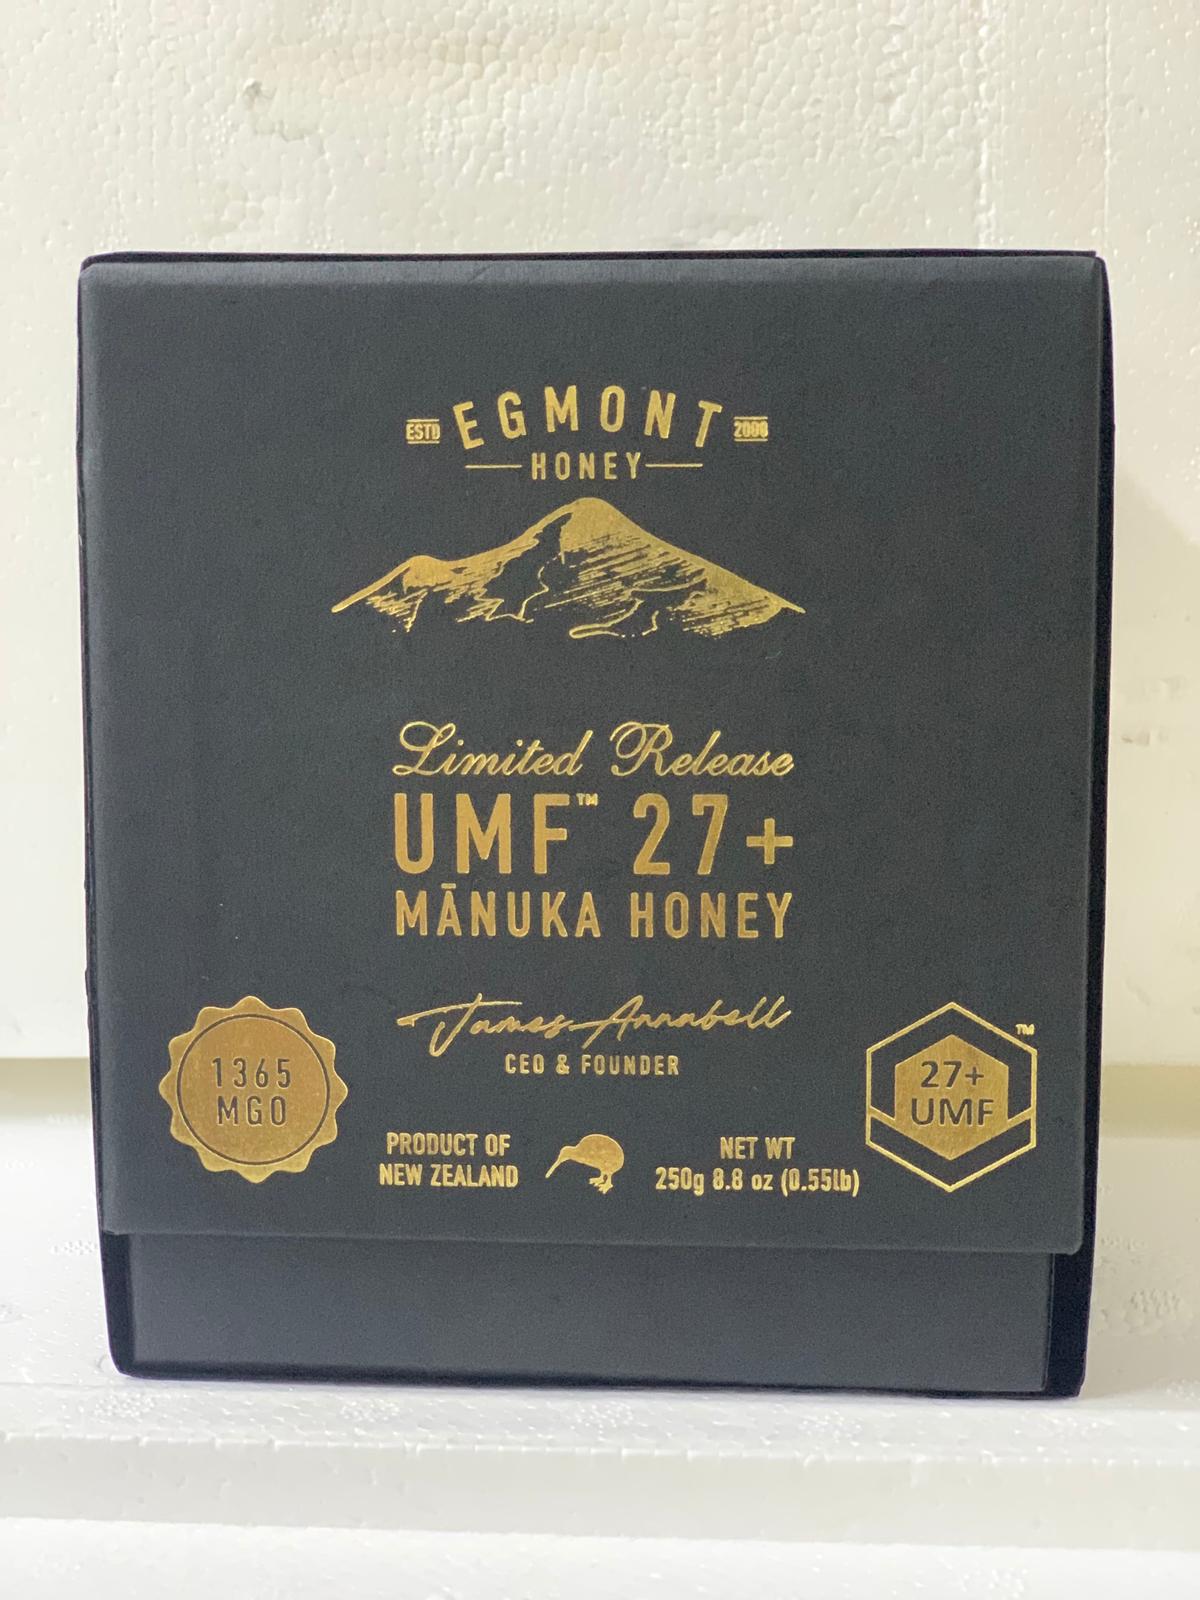 ESTD EGMONT 2008
HONEY
Limited Release
UMF™ 27+
MĀNUKA HONEY
James Annabell
CEO & FOUNDER
1365
MGO
PRODUCT OF
NEW ZEALAND
NET WT
250g 8.8 oz (0.55lb)
27+
UMF
™